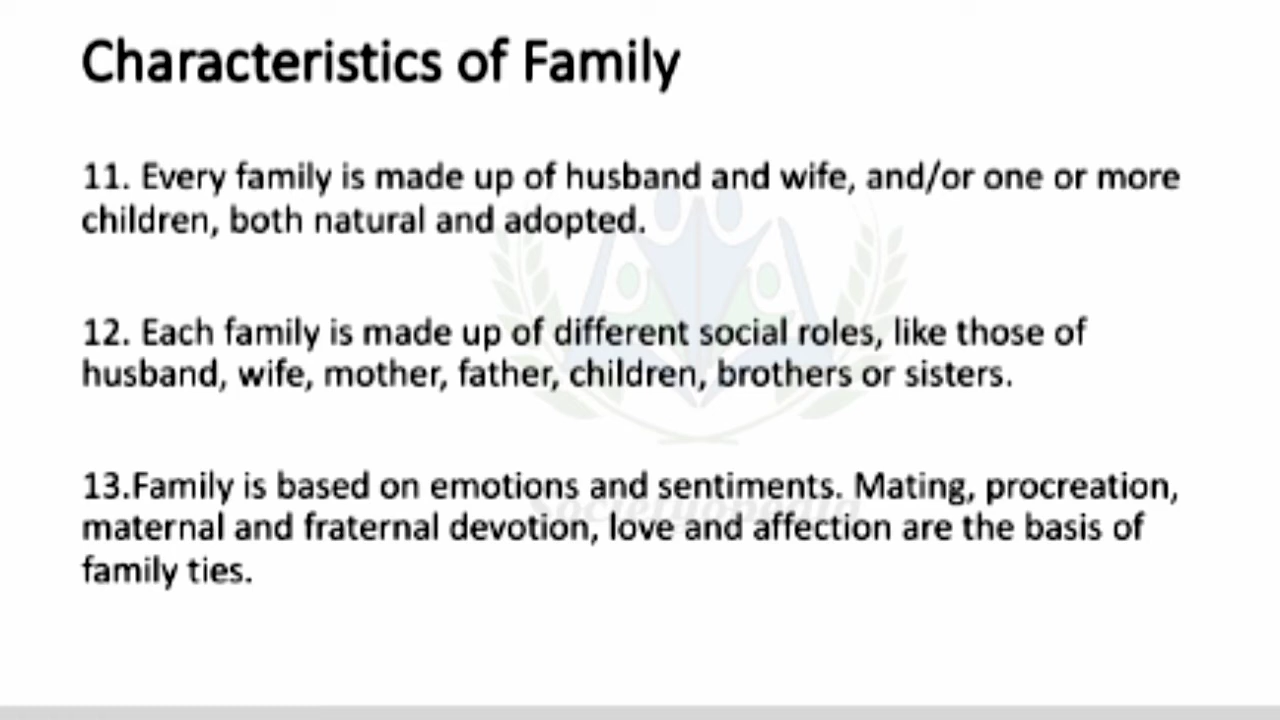 Characteristics of Family
11. Every family is made up of husband and wife, and/or one or more
children, both natural and adopted.
12. Each family is made up of different social roles, like those of
husband, wife, mother, father, children, brothers or sisters.
13.Family is based on emotions and sentiments. Mating, procreation,
maternal and fraternal devotion, love and affection are the basis of
family ties.